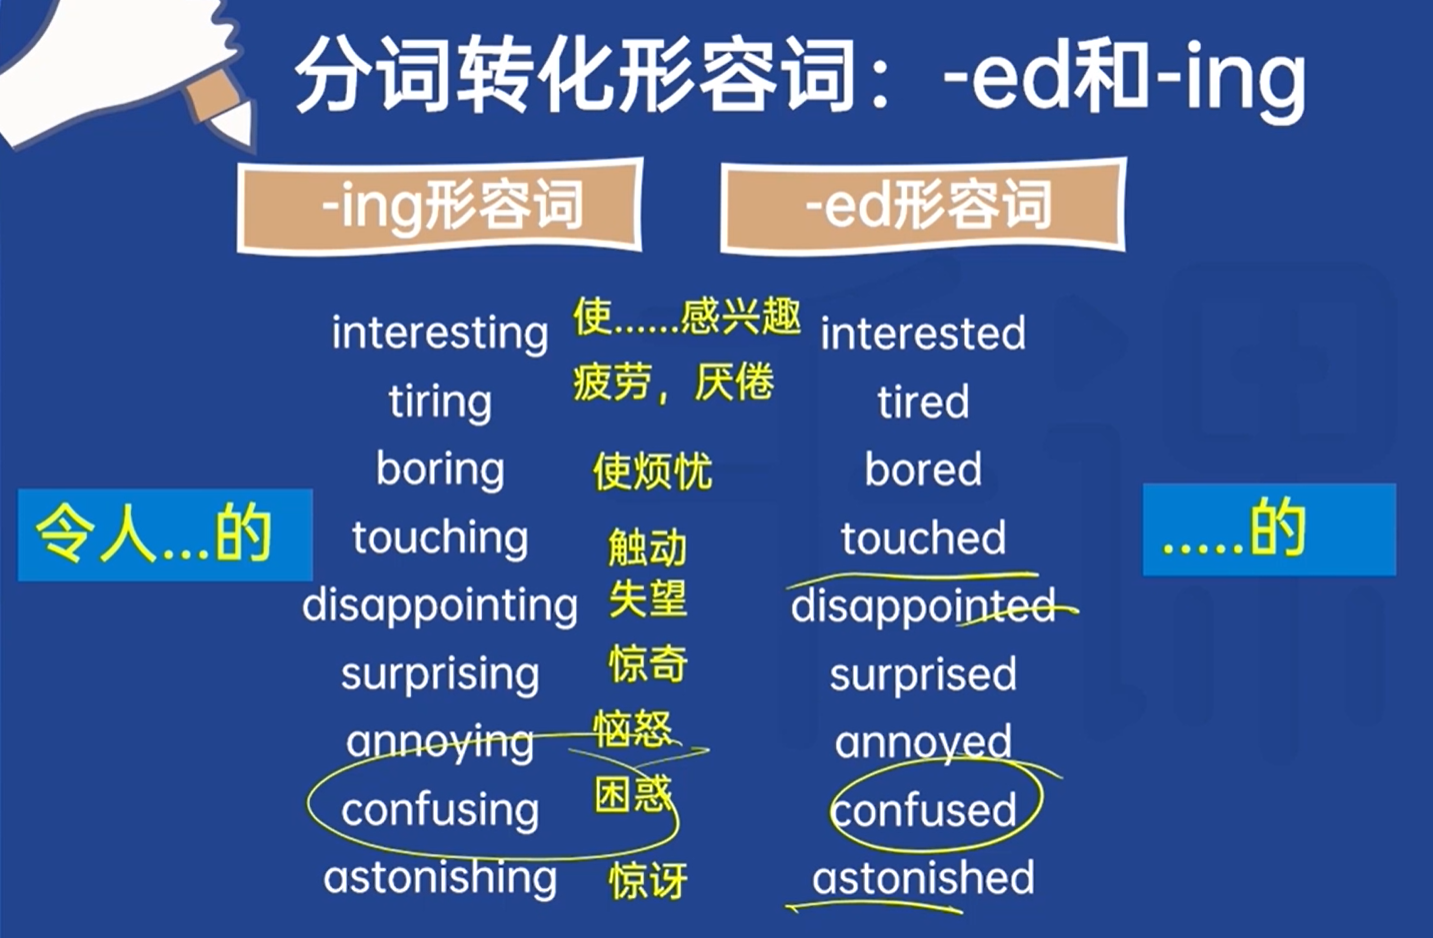 分词转化形容词：-ed和-ing
-ing形容词 -ed形容词
interesting 使……感兴趣 interested
tiring 疲劳，厌倦 tired
boring 使烦忧 bored
令人...的 touching 触动 touched .....的
disappointing 失望 disappointed
surprising 惊奇 surprised
annoying 恼怒 annoyed
confusing 困惑 confused
astonishing 惊讶 astonished